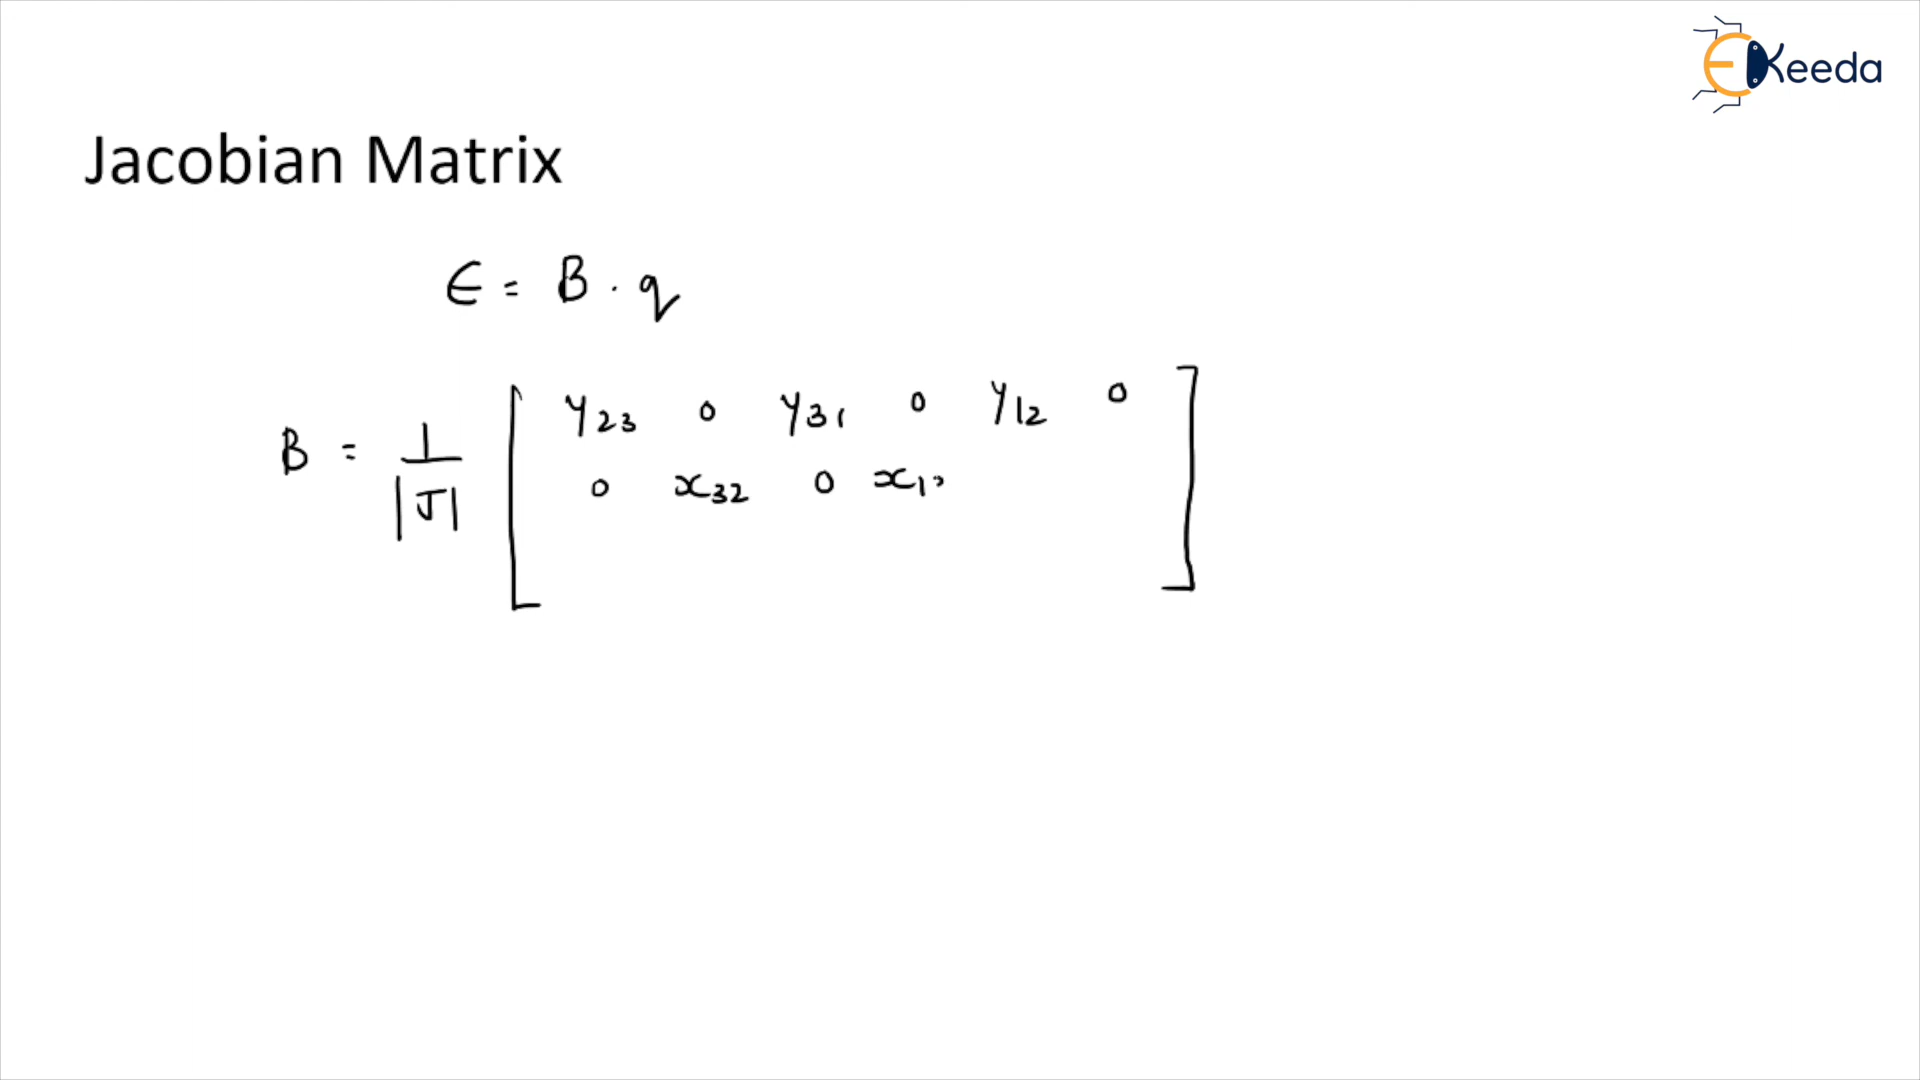 EKeeda
Jacobian Matrix
∈ = B . q
B = 1/|J| [ y23 0 y31 0 y12 0
0 x32 0 x1 ]